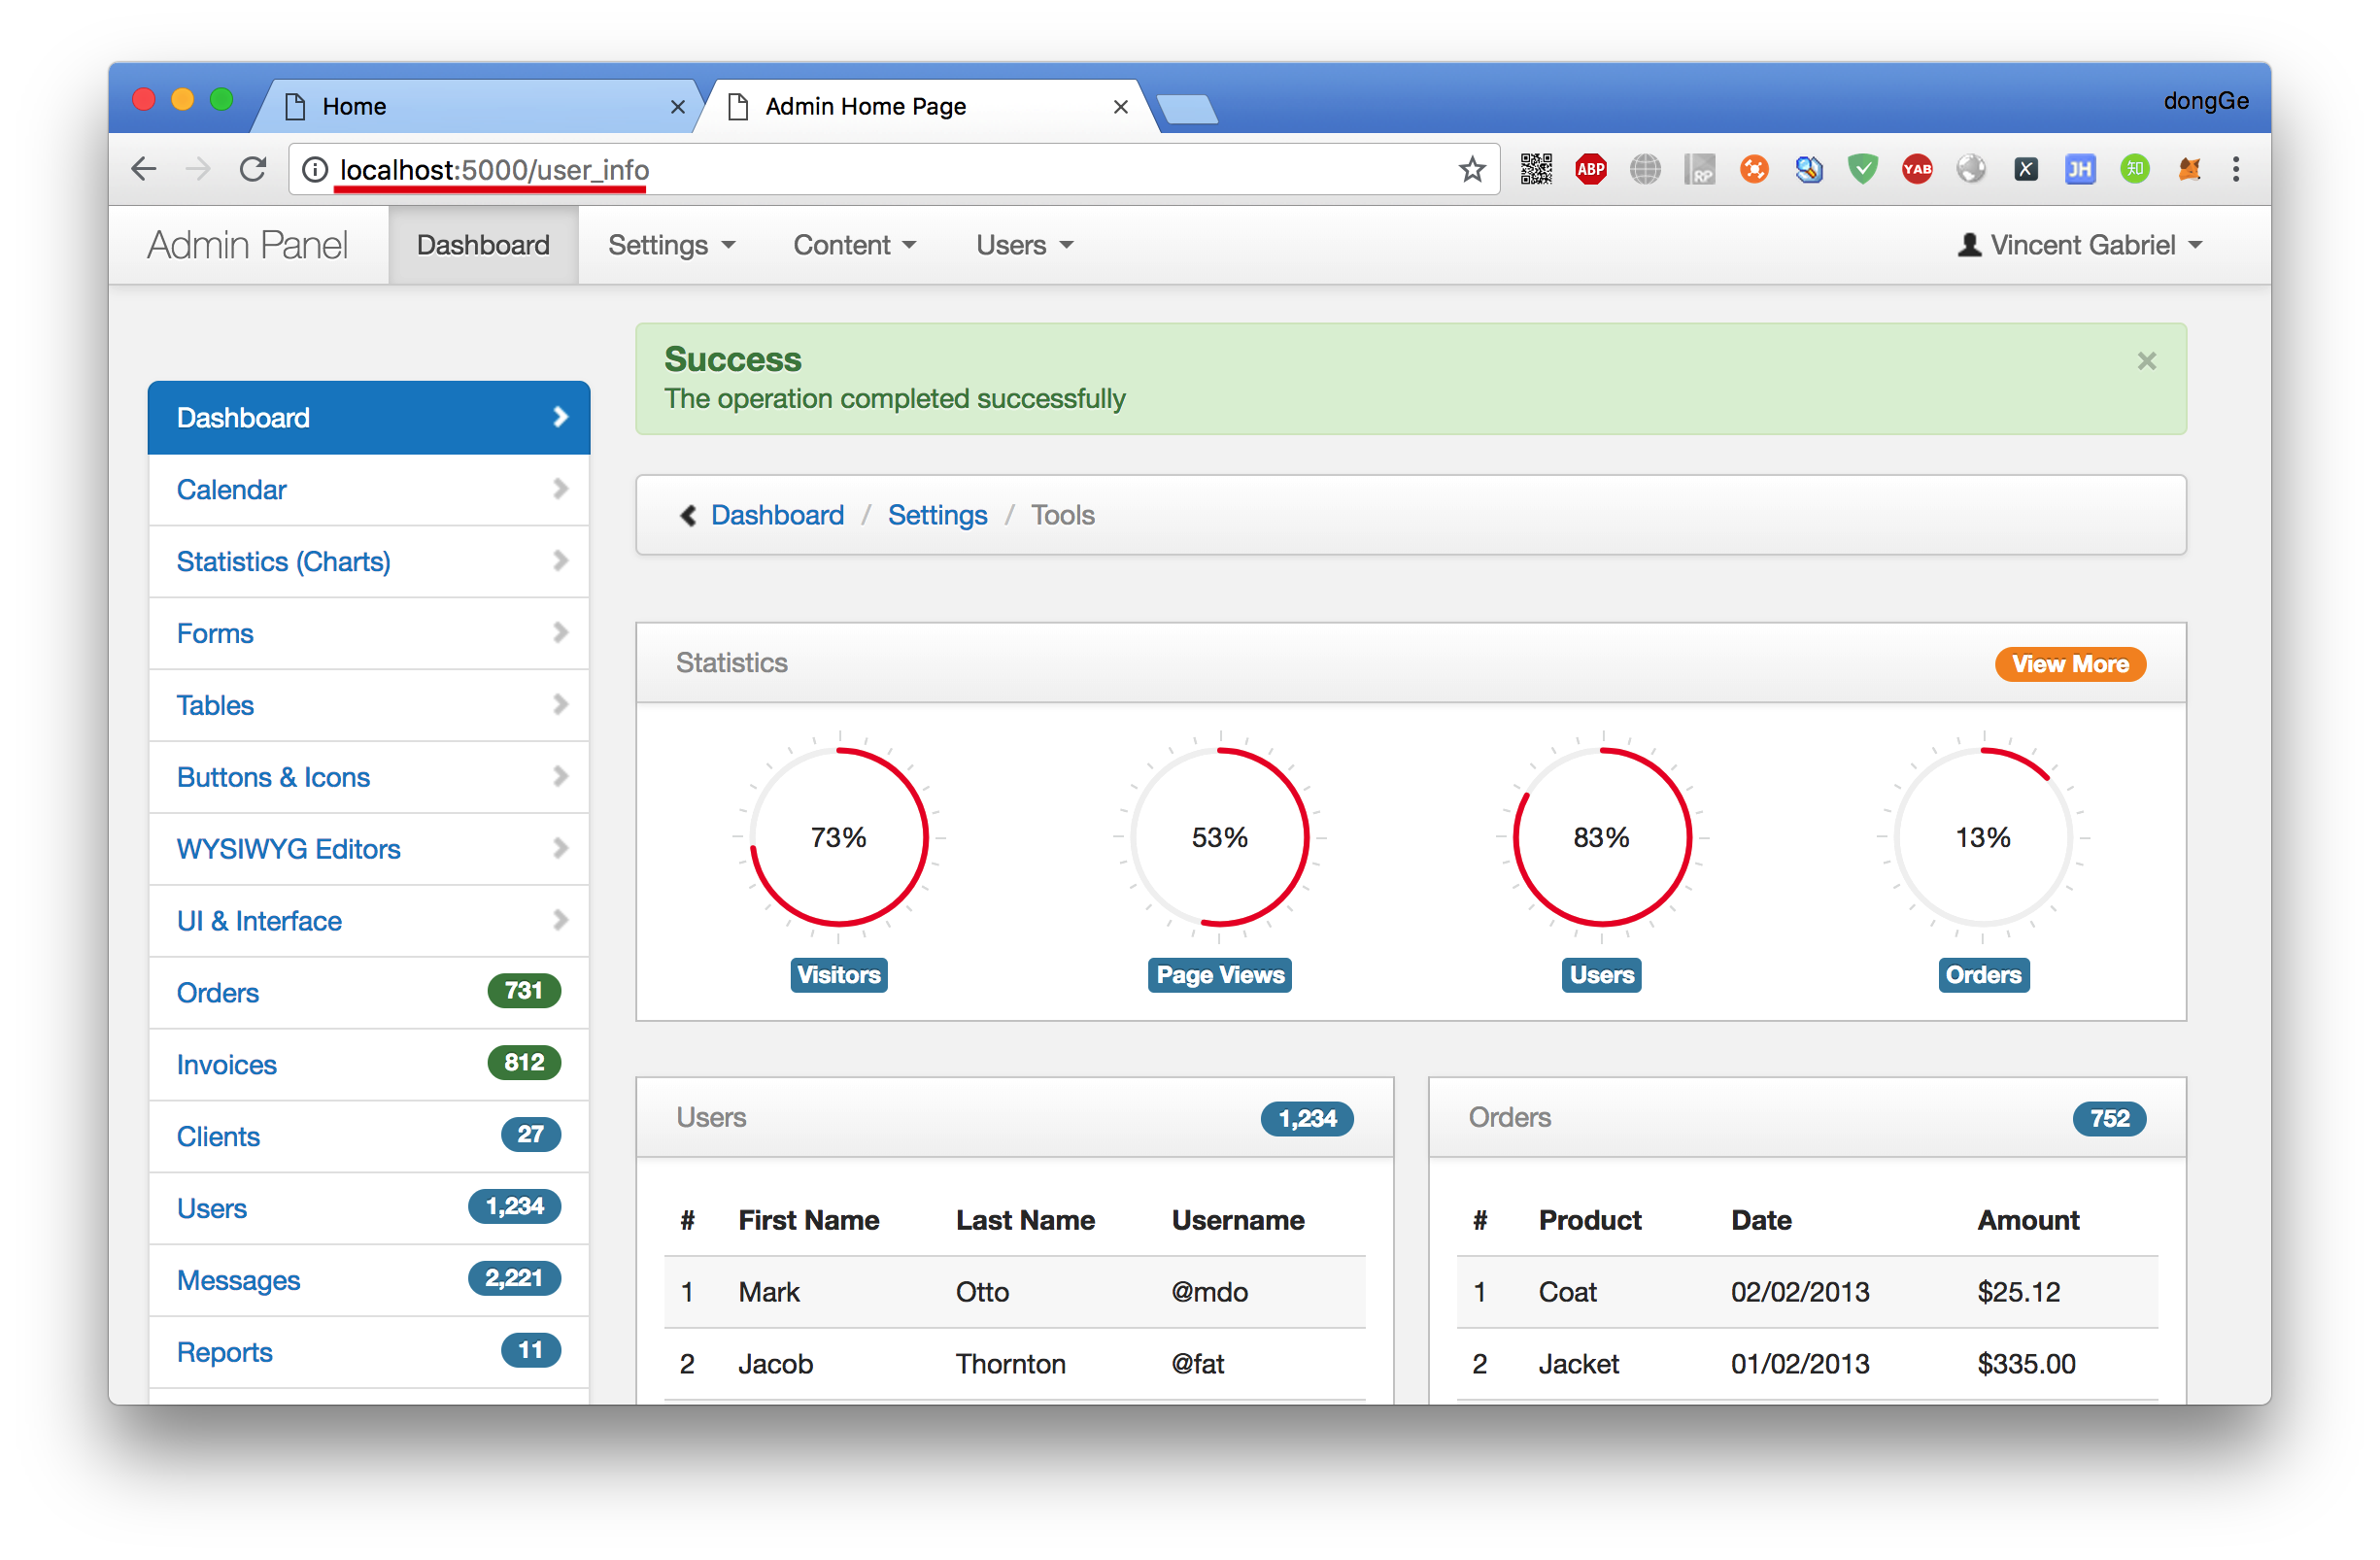 Home
Admin Home Page
dongGe
localhost:5000/user_info
ABP
RP
YAB
X
JH
知
Admin Panel
Dashboard
Settings
Content
Users
Vincent Gabriel
Success
The operation completed successfully
Dashboard
Calendar
Statistics (Charts)
Forms
Tables
Buttons & Icons
WYSIWYG Editors
UI & Interface
Orders 731
Invoices 812
Clients 27
Users 1,234
Messages 2,221
Reports 11
Dashboard / Settings / Tools
Statistics
View More
73% 53% 83% 13%
Visitors Page Views Users Orders
Users 1,234
# First Name Last Name Username
1 Mark Otto @mdo
2 Jacob Thornton @fat
Orders 752
# Product Date Amount
1 Coat 02/02/2013 $25.12
2 Jacket 01/02/2013 $335.00